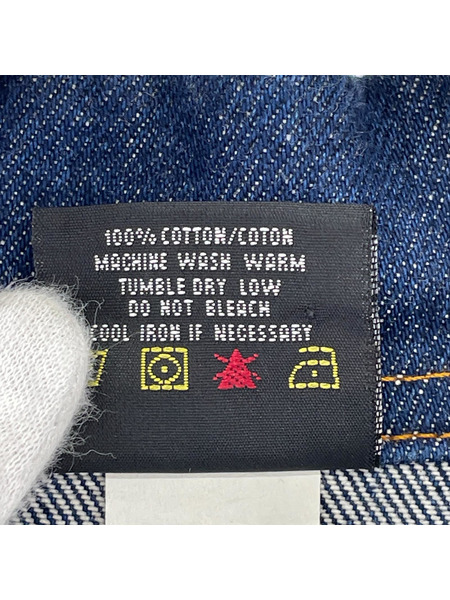 100% COTTON/COTON
MACHINE WASH WARM
TUMBLE DRY LOW
DO NOT BLEACH
COOL IRON IF NECESSARY